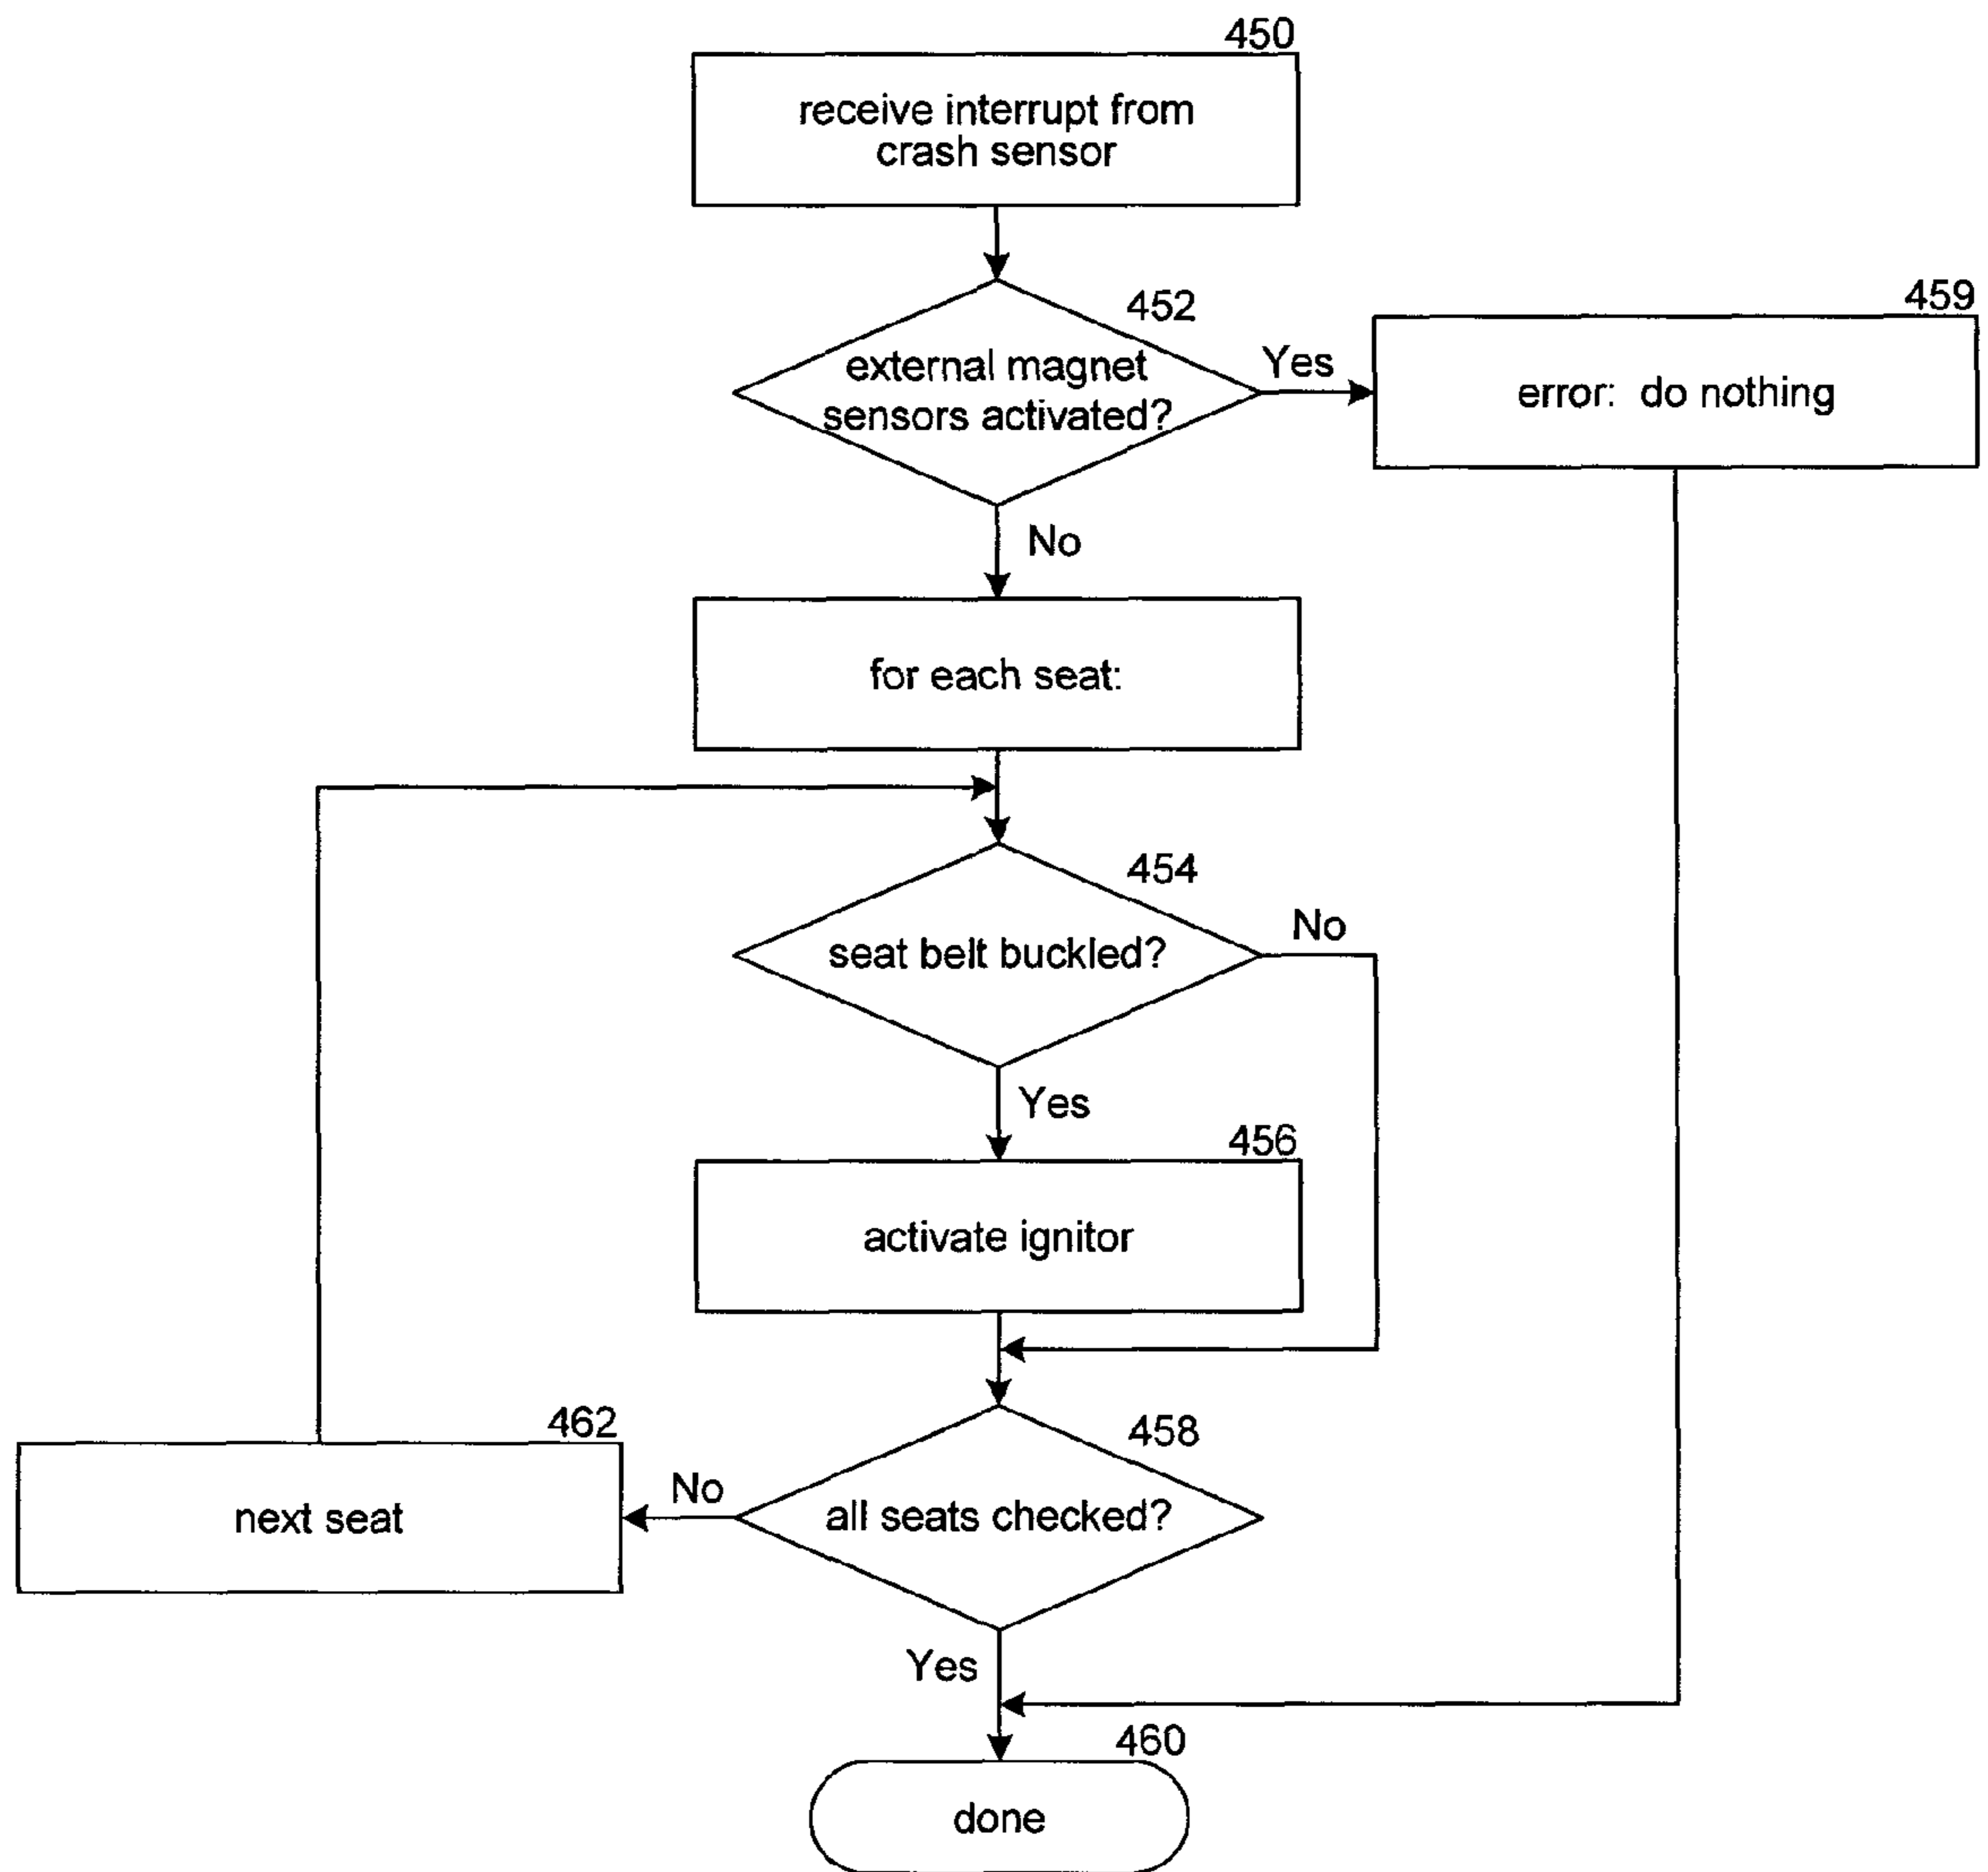 450
receive interrupt from
crash sensor
452
external magnet
sensors activated?
Yes
459
error: do nothing
No
for each seat:
454
seat belt buckled?
No
Yes
456
activate ignitor
462
next seat
No
458
all seats checked?
Yes
460
done